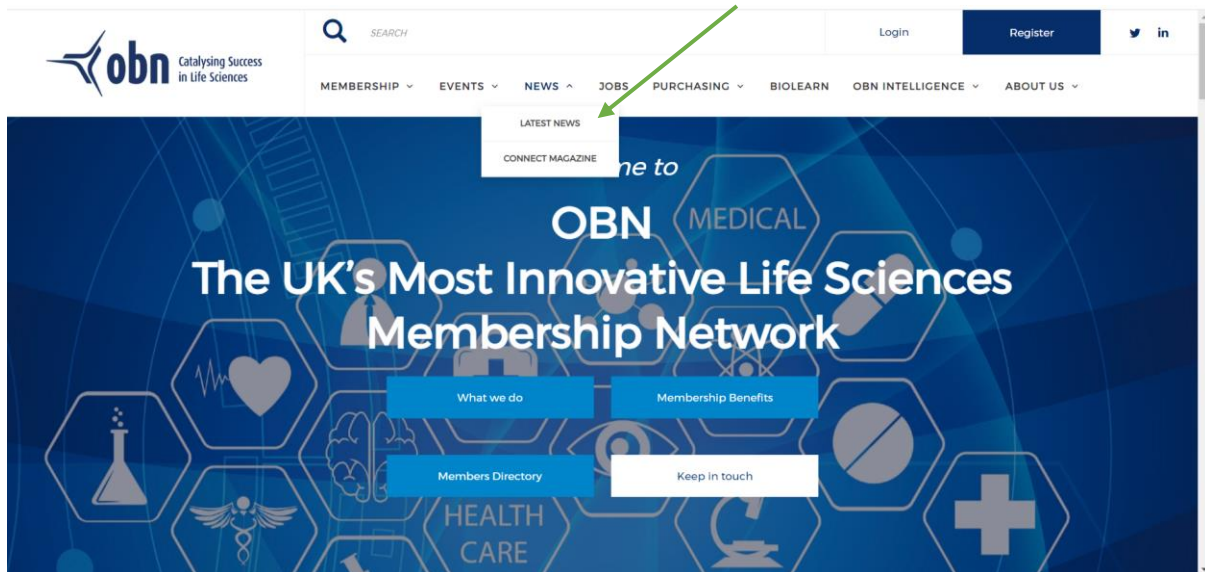 obn Catalysing Success
in Life Sciences
SEARCH
Login
Register
in
MEMBERSHIP
EVENTS
NEWS
JOBS
PURCHASING
BIOLEARN
OBN INTELLIGENCE
ABOUT US
LATEST NEWS
CONNECT MAGAZINE
me to
OBN
MEDICAL
The UK's Most Innovative Life Sciences
Membership Network
What we do
Membership Benefits
Members Directory
Keep in touch
HEALTH
CARE